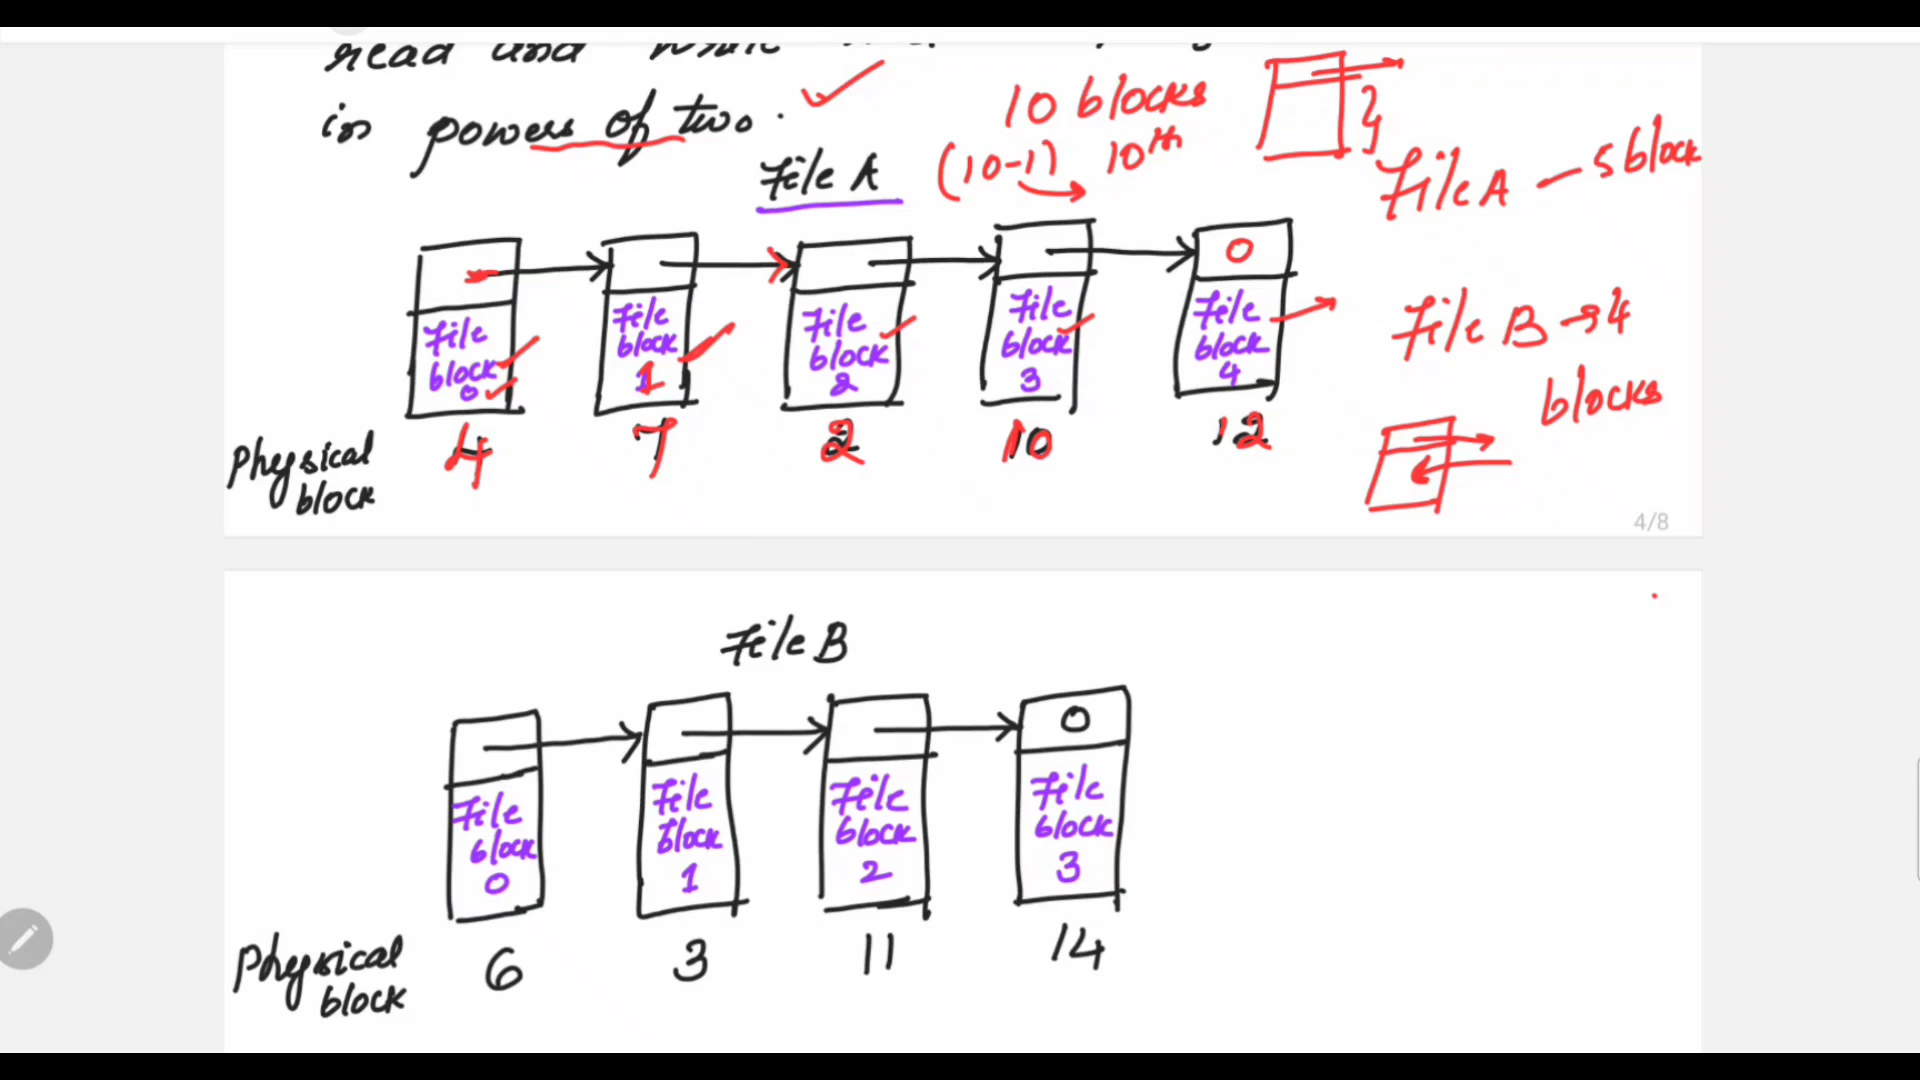 read and
in powers of two.
10 blocks
(10-1) 10th
File A
File A - 5 block
File block 0
File block 1
File block 2
File block 3
0
File block 4
File B → 4 blocks
Physical block 4 7 2 10 12
4/8
File B
0
File block 0
File block 1
File block 2
File block 3
Physical block 6 3 11 14